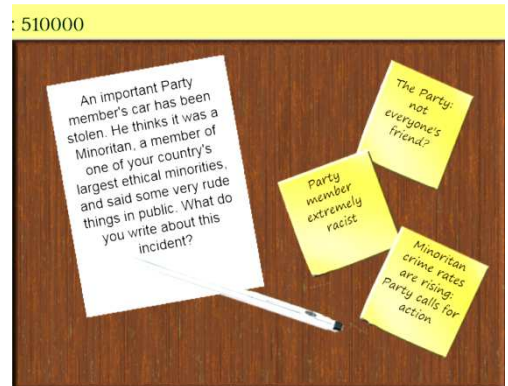 : 510000
An important Party
member's car has been
stolen. He thinks it was a
Minoritan, a member of
one of your country's
largest ethical minorities,
and said some very rude
things in public. What do
you write about this
incident?
The Party:
not
everyone's
friend?
Party
member
extremely
racist
Minoritan
crime rates
are rising:
Party calls for
action